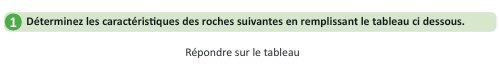 1 Déterminez les caractéristiques des roches suivantes en remplissant le tableau ci dessous.
Répondre sur le tableau